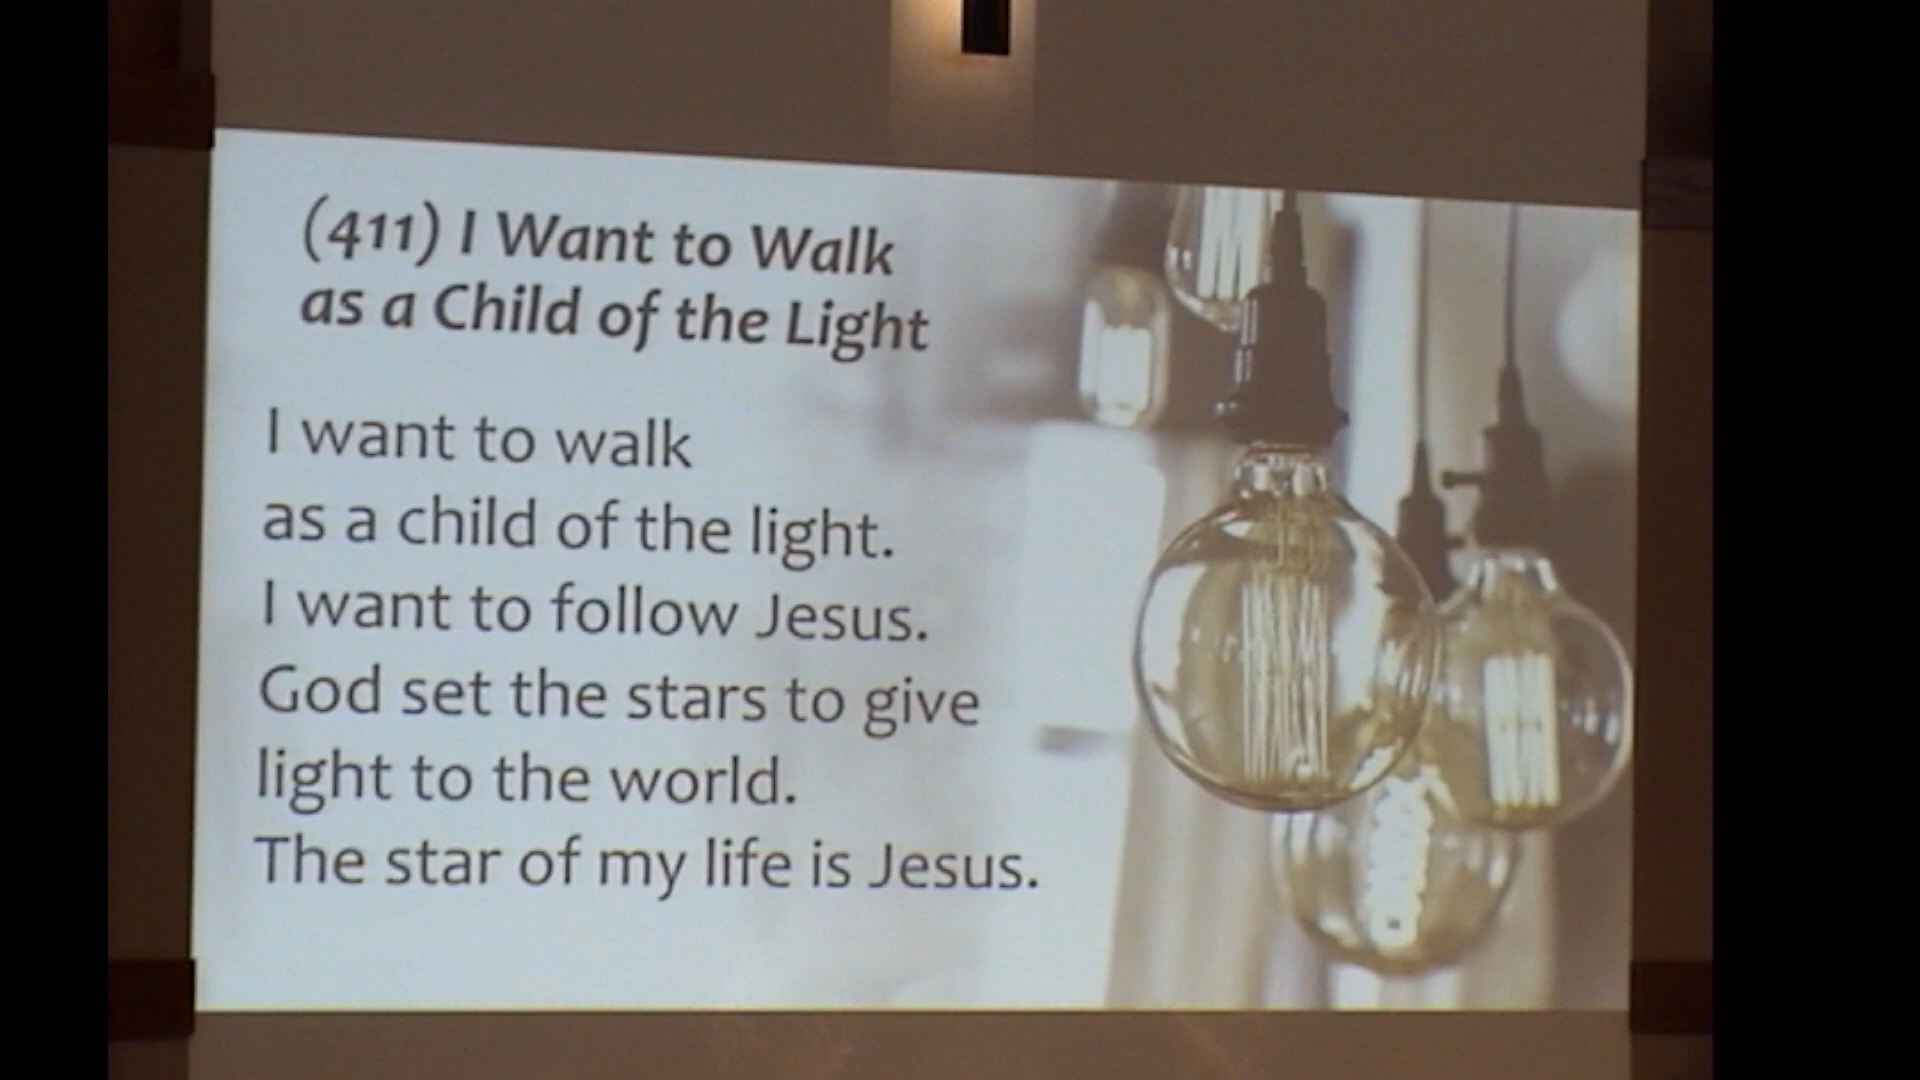 (411) I Want to Walk
as a Child of the Light
I want to walk
as a child of the light.
I want to follow Jesus.
God set the stars to give
light to the world.
The star of my life is Jesus.